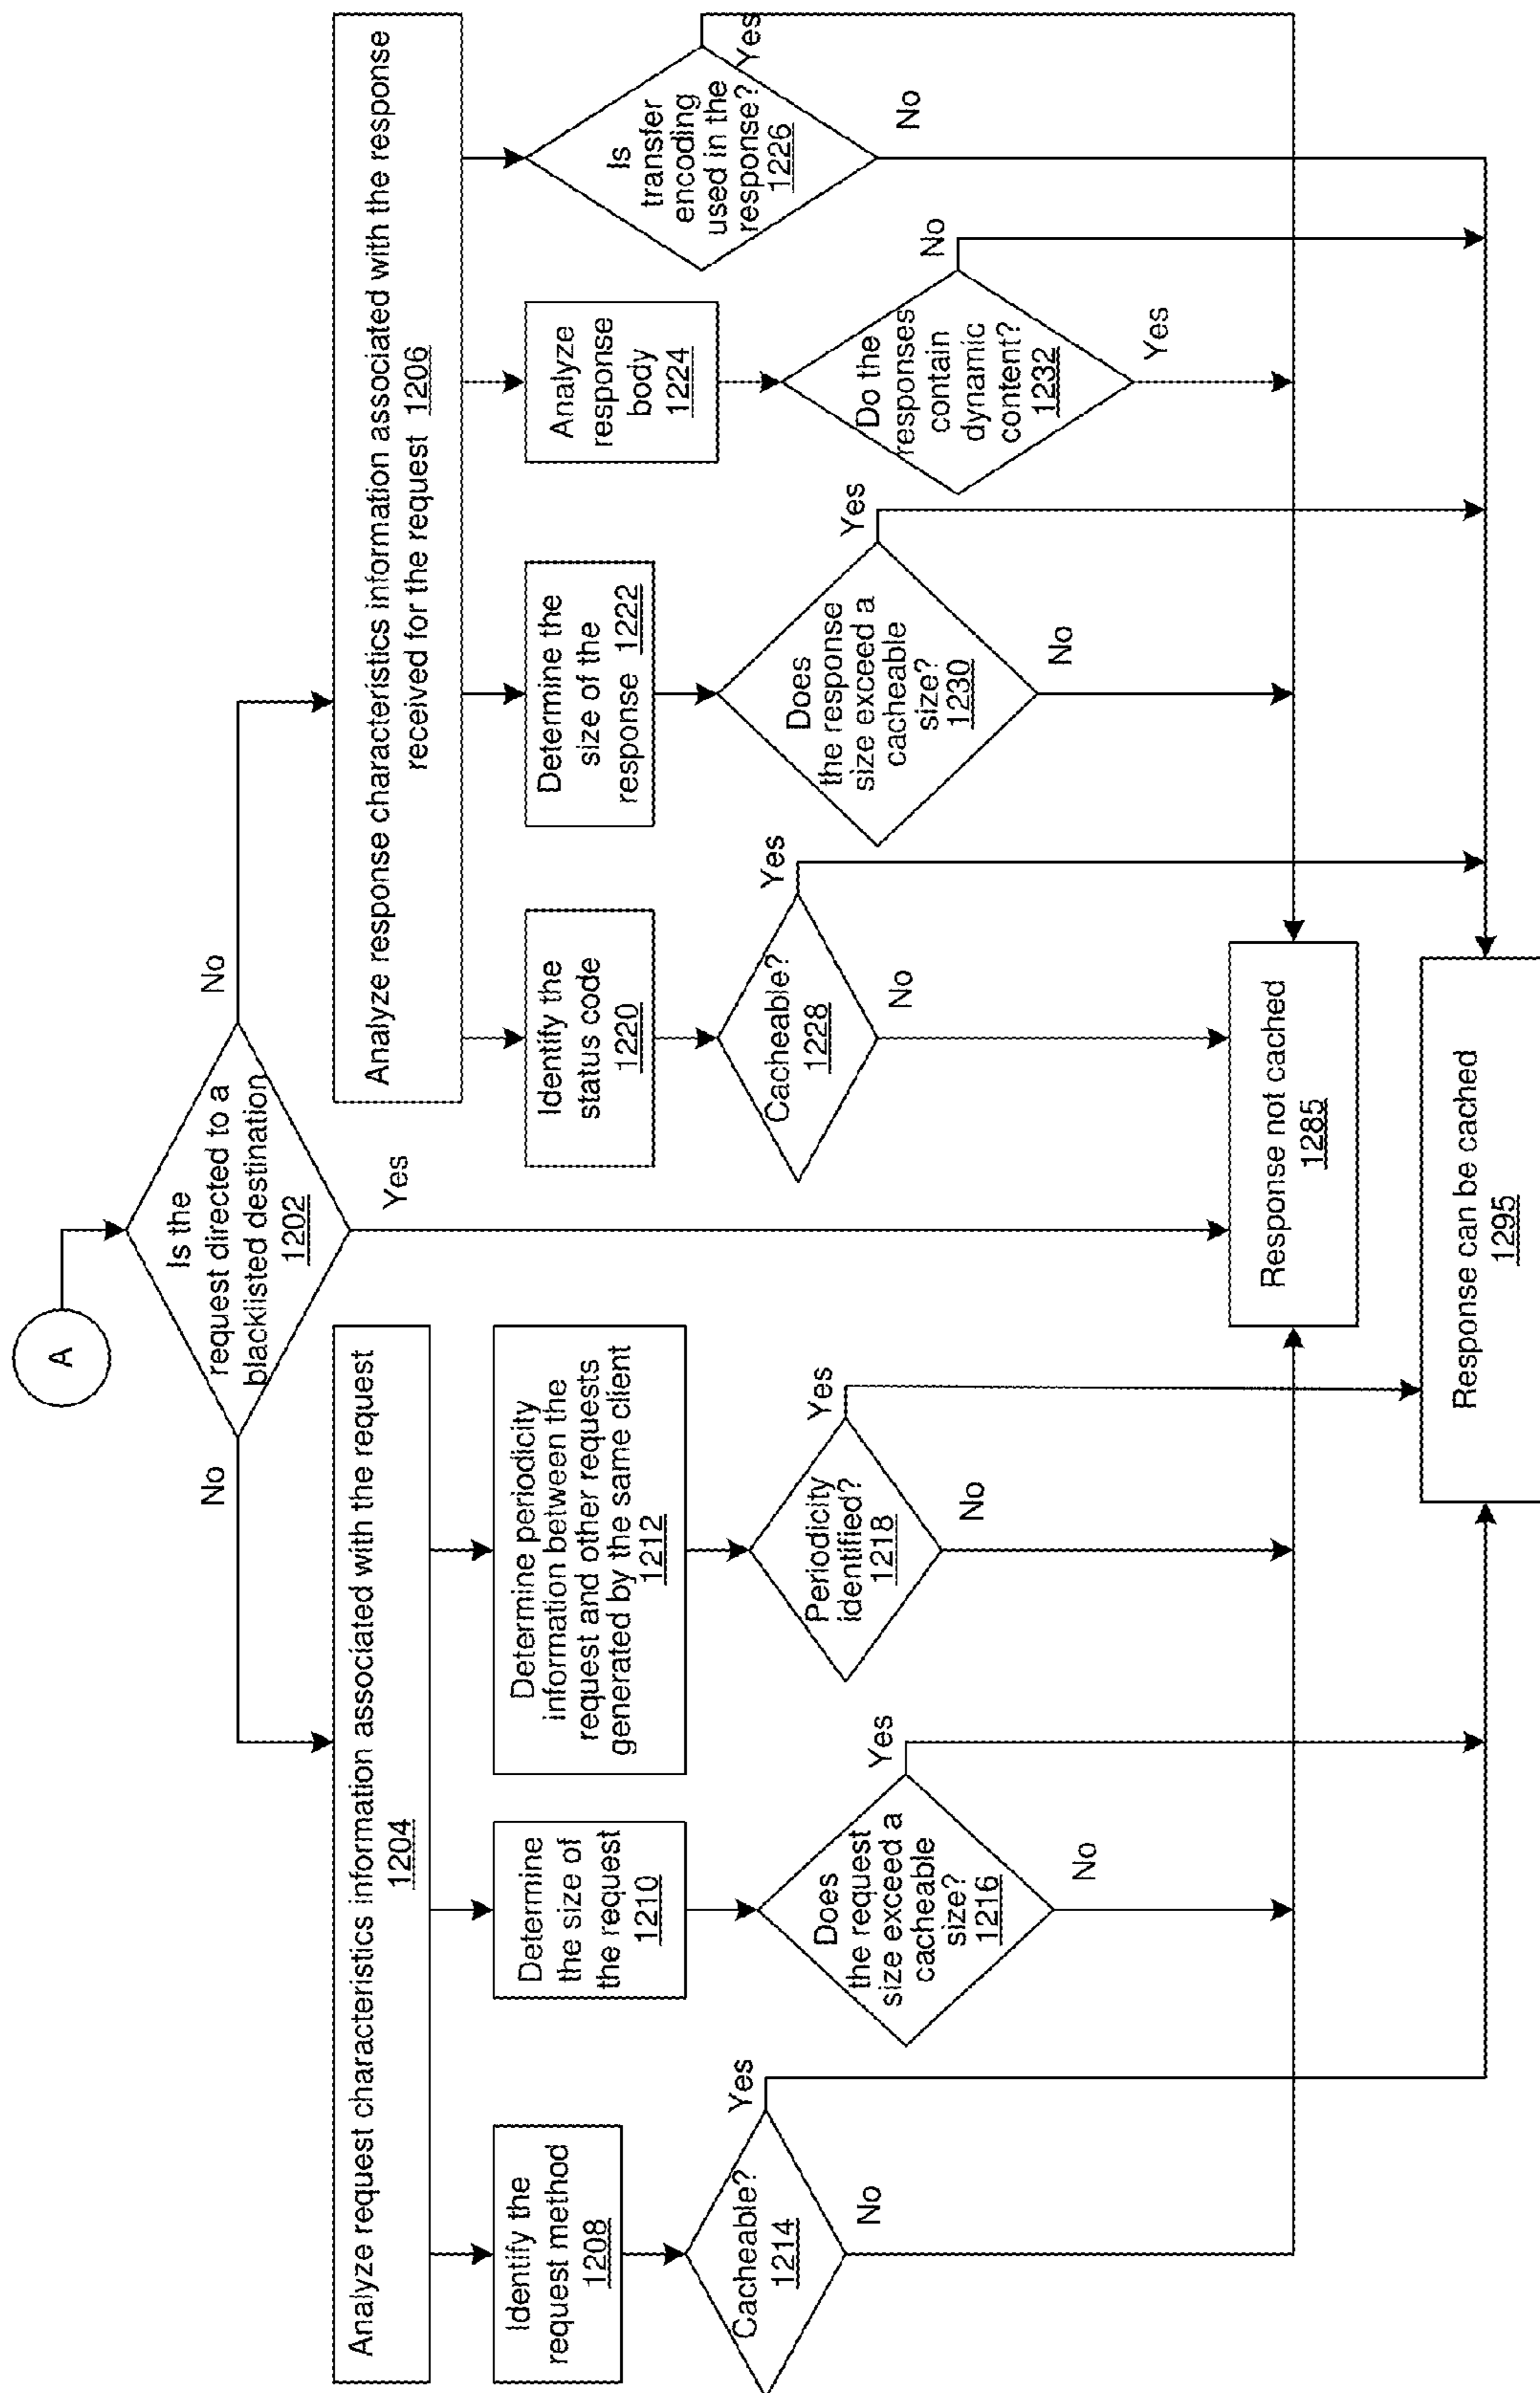 A
Is the
request directed to a
blacklisted destination
1202
No
No
Yes
Analyze request characteristics information associated with the request
1204
Analyze response characteristics information associated with the response
received for the request 1206
Identify the
request method
1208
Determine
the size of
the request
1210
Determine periodicity
information between the
request and other requests
generated by the same client
1212
Identify the
status code
1220
Determine the
size of the
response 1222
Analyze
response
body
1224
Is
transfer
encoding
used in the
response?
1226
Yes
No
Cacheable?
1214
Yes
No
Does
the request
size exceed a
cacheable
size?
1216
Yes
No
Periodicity
identified?
1218
Yes
No
Cacheable?
1228
Yes
No
Does
the response
size exceed a
cacheable
size?
1230
Yes
No
Do the
responses
contain
dynamic
content?
1232
No
Yes
Response not cached
1285
Response can be cached
1295